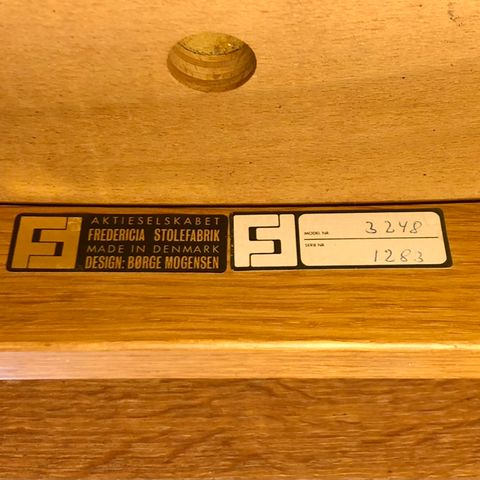 AKTIESELSKABET
FREDERICIA STOLEFABRIK
MADE IN DENMARK
DESIGN: BØRGE MOGENSEN
MODEL NR. 3248
SERIE NR. 1283